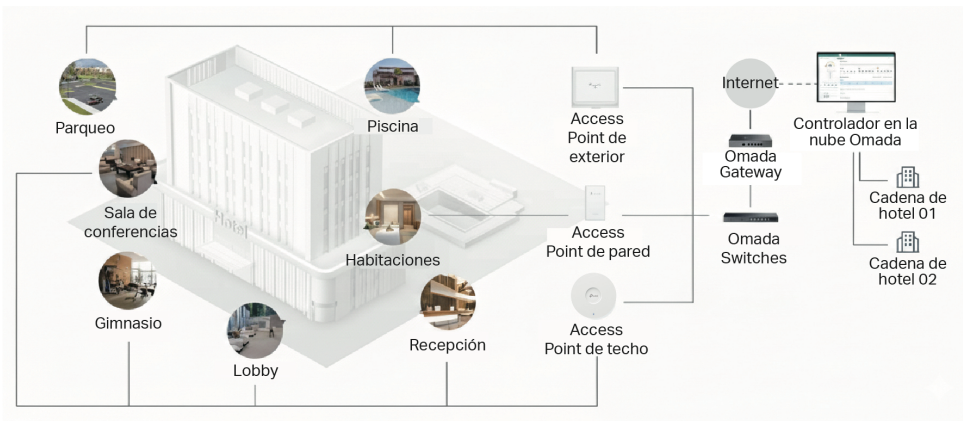 Parqueo
Piscina
Sala de
conferencias
Hotel
Habitaciones
Gimnasio
Lobby
Recepción
Access
Point de
exterior
Access
Point de pared
Access
Point de techo
Internet
Omada
Gateway
Omada
Switches
Controlador en la
nube Omada
Cadena de
hotel 01
Cadena de
hotel 02